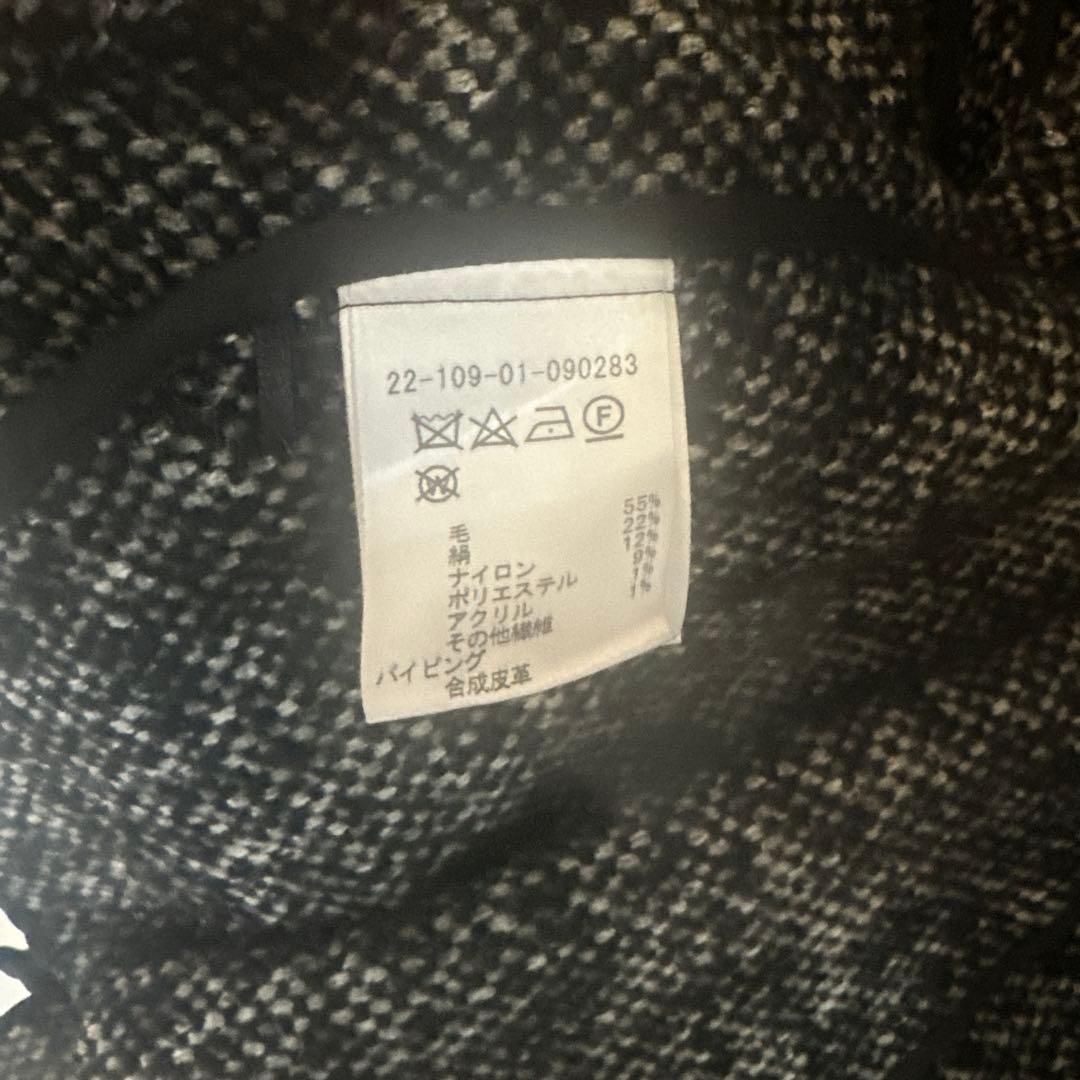 22-109-01-090283
毛 55%
絹 22%
ナイロン 12%
ポリエステル 9%
アクリル 1%
その他繊維 1%
パイピング
合成皮革